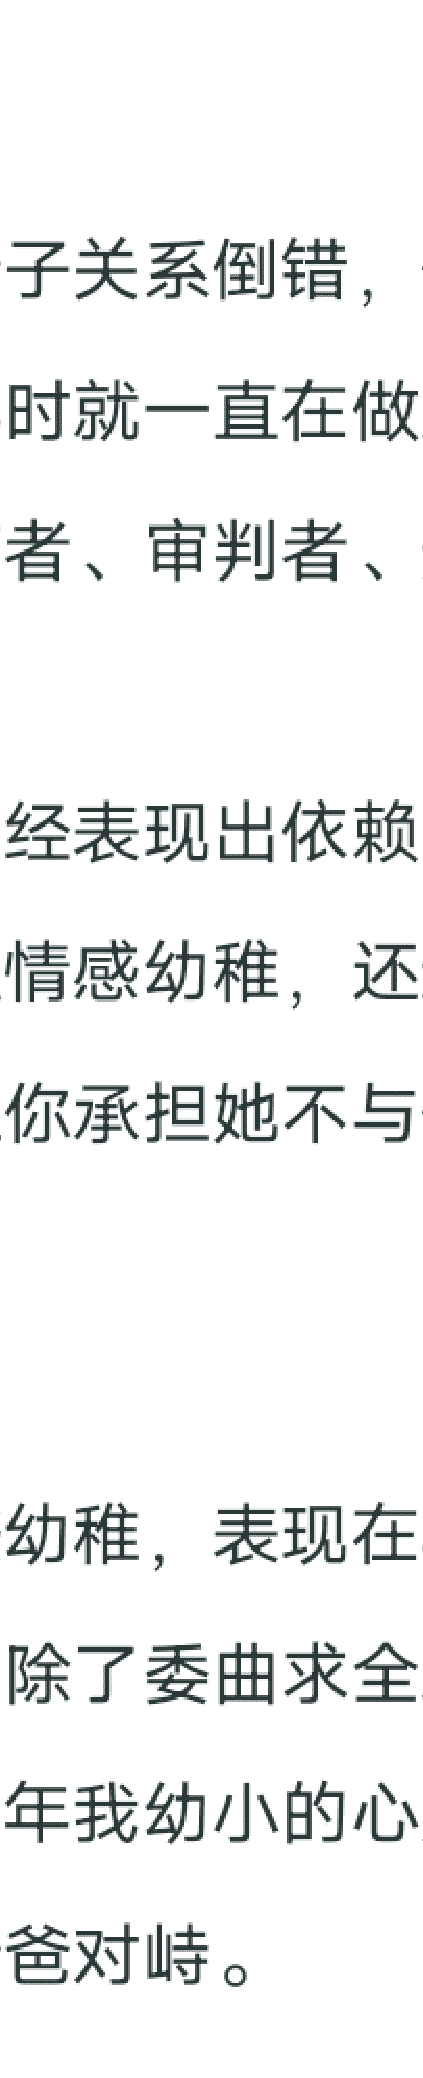 子关系倒错，
时就一直在做
者、审判者、
经表现出依赖
情感幼稚，还
你承担她不与
幼稚，表现在
除了委曲求全
年我幼小的心
爸对峙。